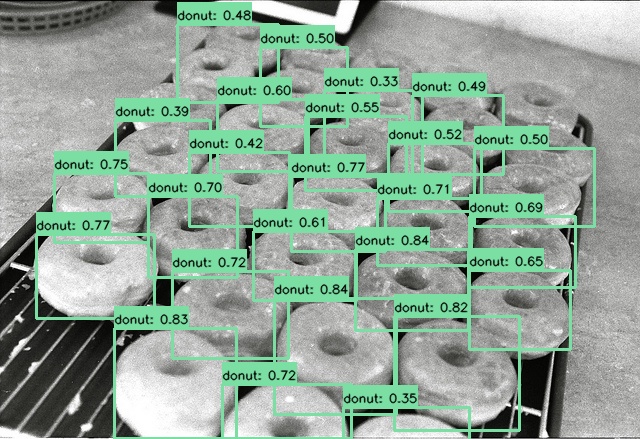 donut: 0.48
donut: 0.50
donut: 0.33
donut: 0.49
donut: 0.60
donut: 0.55
donut: 0.39
donut: 0.52
donut: 0.50
donut: 0.42
donut: 0.75
donut: 0.77
donut: 0.70
donut: 0.71
donut: 0.69
donut: 0.77
donut: 0.61
donut: 0.84
donut: 0.72
donut: 0.65
donut: 0.84
donut: 0.82
donut: 0.83
donut: 0.72
donut: 0.35